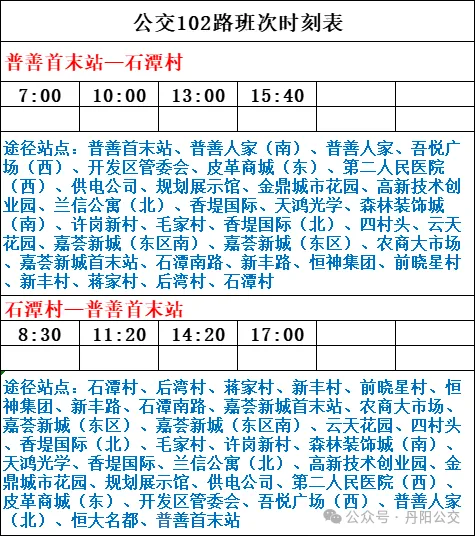 公交102路班次时刻表
普善首末站—石潭村
7:00 10:00 13:00 15:40
途径站点：普善首末站、普善人家（南）、普善人家、吾悦广
场（西）、开发区管委会、皮革商城（东）、第二人民医院
（西）、供电公司、规划展示馆、金鼎城市花园、高新技术创
业园、兰信公寓（北）、香堤国际、天鸿光学、森林装饰城
（南）、许岗新村、毛家村、香堤国际（北）、四村头、云天
花园、嘉荟新城（东区南）、嘉荟新城（东区）、农商大市场
、嘉荟新城首末站、石潭南路、新丰路、恒神集团、前晓星村
、新丰村、蒋家村、后湾村、石潭村
石潭村—普善首末站
8:30 11:20 14:20 17:00
途径站点：石潭村、后湾村、蒋家村、新丰村、前晓星村、恒
神集团、新丰路、石潭南路、嘉荟新城首末站、农商大市场、
嘉荟新城（东区）、嘉荟新城（东区南）、云天花园、四村头
、香堤国际（北）、毛家村、许岗新村、森林装饰城（南）、
天鸿光学、香堤国际、兰信公寓（北）、高新技术创业园、金
鼎城市花园、规划展示馆、供电公司、第二人民医院（西）、
皮革商城（东）、开发区管委会、吾悦广场（西）、普善人家
（北）、恒大名都、普善首末站
公众号 · 丹阳公交